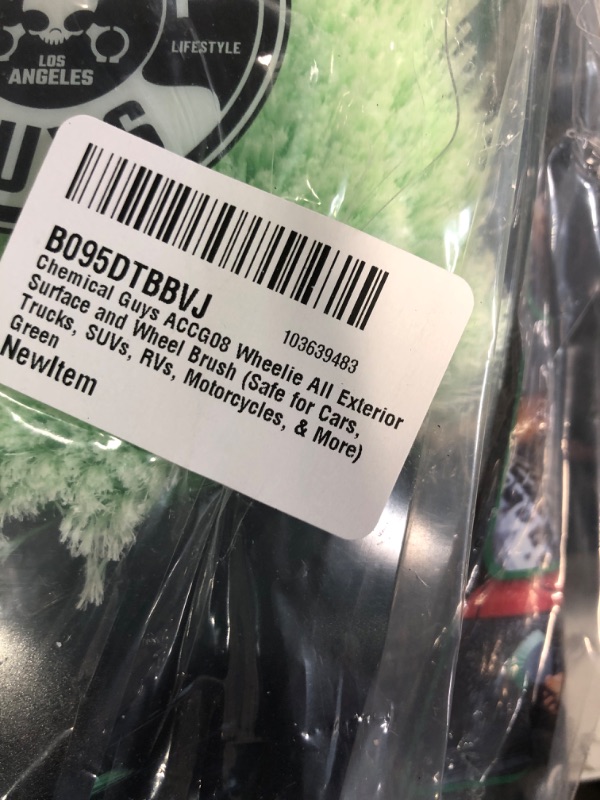 LOS
ANGELES
LIFESTYLE
UYS
B095DTBBVJ
103639483
Chemical Guys ACCG08 Wheelie All Exterior
Surface and Wheel Brush (Safe for Cars,
Trucks, SUVs, RVs, Motorcycles, & More)
Green
NewItem